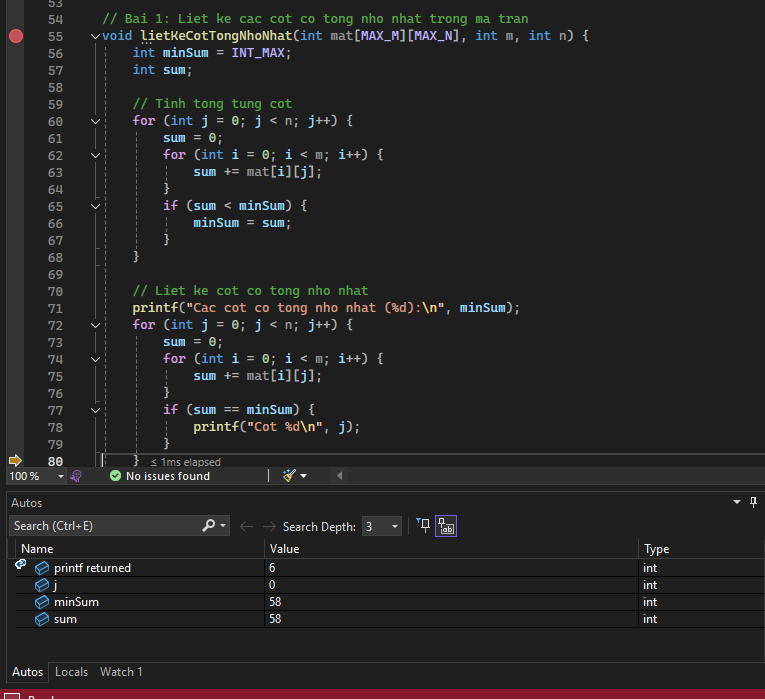 53
54 // Bai 1: Liet ke cac cot co tong nho nhat trong ma tran
55 void lietKeCotTongNhoNhat(int mat[MAX_M][MAX_N], int m, int n) {
56 int minSum = INT_MAX;
57 int sum;
58
59 // Tinh tong tung cot
60 for (int j = 0; j < n; j++) {
61 sum = 0;
62 for (int i = 0; i < m; i++) {
63 sum += mat[i][j];
64 }
65 if (sum < minSum) {
66 minSum = sum;
67 }
68 }
69
70 // Liet ke cot co tong nho nhat
71 printf("Cac cot co tong nho nhat (%d):\n", minSum);
72 for (int j = 0; j < n; j++) {
73 sum = 0;
74 for (int i = 0; i < m; i++) {
75 sum += mat[i][j];
76 }
77 if (sum == minSum) {
78 printf("Cot %d\n", j);
79 }
80 } ≤ 1ms elapsed
100 % No issues found
Autos
Search (Ctrl+E) Search Depth: 3
Name Value Type
printf returned 6 int
j 0 int
minSum 58 int
sum 58 int
Autos Locals Watch 1